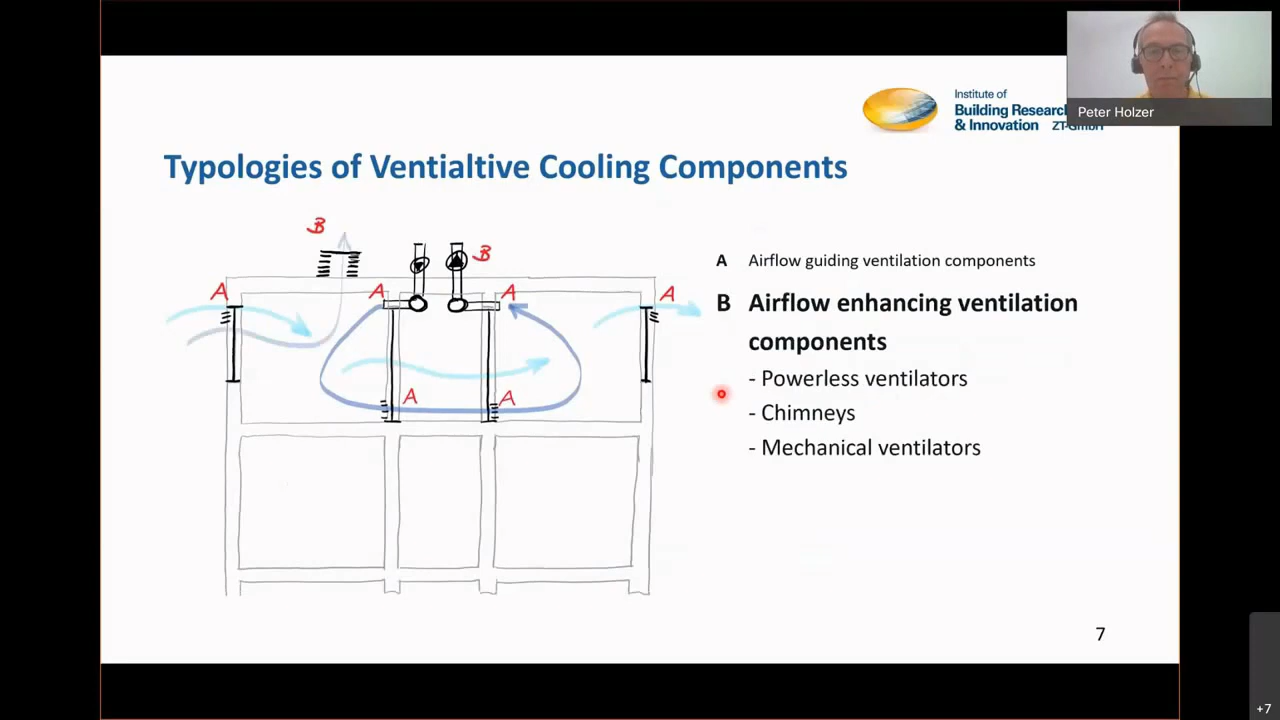 Institute of
Building Research
& Innovation ZT-GmbH
Peter Holzer
Typologies of Ventialtive Cooling Components
B
B
A
A
A
A
A
A
A Airflow guiding ventilation components
B Airflow enhancing ventilation
components
- Powerless ventilators
- Chimneys
- Mechanical ventilators
7
+7